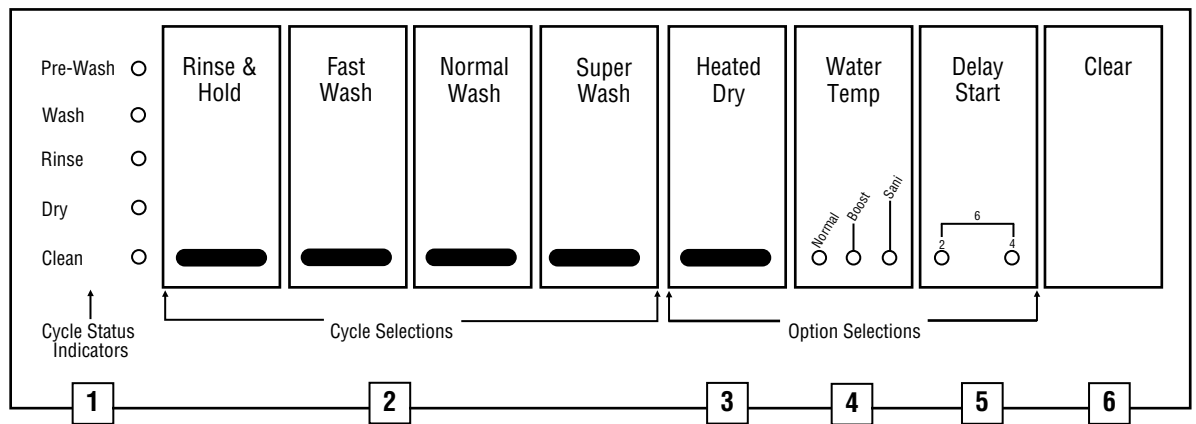 Pre-Wash
Wash
Rinse
Dry
Clean
Cycle Status
Indicators
Rinse &
Hold
Fast
Wash
Normal
Wash
Super
Wash
Cycle Selections
Heated
Dry
Water
Temp
Normal
Boost
Sani
Delay
Start
6
2
4
Option Selections
Clear
1
2
3
4
5
6